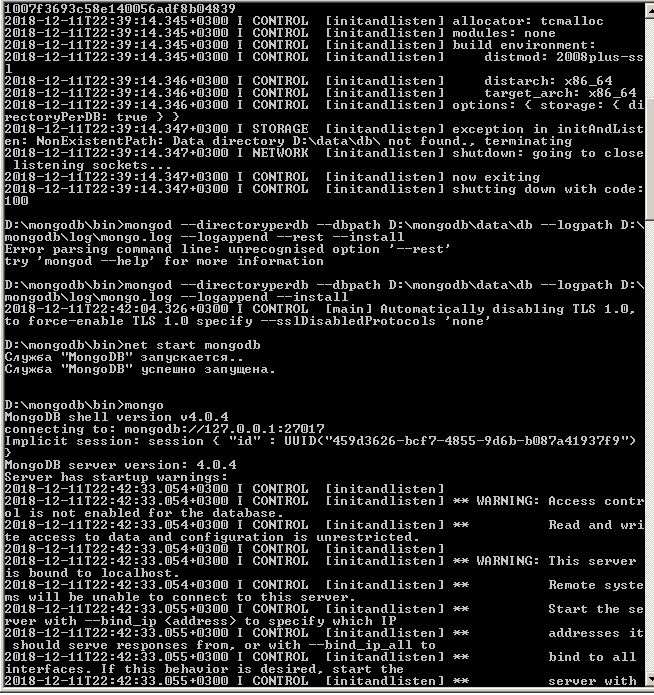 1007f3693c58e140056adf8b04839
2018-12-11T22:39:14.345+0300 I CONTROL  [initandlisten] allocator: tcmalloc
2018-12-11T22:39:14.345+0300 I CONTROL  [initandlisten] modules: none
2018-12-11T22:39:14.345+0300 I CONTROL  [initandlisten] build environment:
2018-12-11T22:39:14.345+0300 I CONTROL  [initandlisten]     distmod: 2008plus-ss
l
2018-12-11T22:39:14.346+0300 I CONTROL  [initandlisten]     distarch: x86_64
2018-12-11T22:39:14.346+0300 I CONTROL  [initandlisten]     target_arch: x86_64
2018-12-11T22:39:14.346+0300 I CONTROL  [initandlisten] options: { storage: { di
rectoryPerDB: true } }
2018-12-11T22:39:14.347+0300 I STORAGE  [initandlisten] exception in initAndList
en: NonExistentPath: Data directory D:\data\db\ not found., terminating
2018-12-11T22:39:14.347+0300 I NETWORK  [initandlisten] shutdown: going to close
 listening sockets...
2018-12-11T22:39:14.347+0300 I CONTROL  [initandlisten] now exiting
2018-12-11T22:39:14.347+0300 I CONTROL  [initandlisten] shutting down with code:
100
D:\mongodb\bin>mongod --directoryperdb --dbpath D:\mongodb\data\db --logpath D:\
mongodb\log\mongo.log --logappend --rest --install
Error parsing command line: unrecognised option '--rest'
try 'mongod --help' for more information
D:\mongodb\bin>mongod --directoryperdb --dbpath D:\mongodb\data\db --logpath D:\
mongodb\log\mongo.log --logappend --install
2018-12-11T22:42:04.326+0300 I CONTROL  [main] Automatically disabling TLS 1.0,
to force-enable TLS 1.0 specify --sslDisabledProtocols 'none'
D:\mongodb\bin>net start mongodb
Служба "MongoDB" запускается..
Служба "MongoDB" успешно запущена.
D:\mongodb\bin>mongo
MongoDB shell version v4.0.4
connecting to: mongodb://127.0.0.1:27017
Implicit session: session { "id" : UUID("459d3626-bcf7-4855-9d6b-b087a41937f9")
}
MongoDB server version: 4.0.4
Server has startup warnings:
2018-12-11T22:42:33.054+0300 I CONTROL  [initandlisten]
2018-12-11T22:42:33.054+0300 I CONTROL  [initandlisten] ** WARNING: Access contr
ol is not enabled for the database.
2018-12-11T22:42:33.054+0300 I CONTROL  [initandlisten] **          Read and wri
te access to data and configuration is unrestricted.
2018-12-11T22:42:33.054+0300 I CONTROL  [initandlisten]
2018-12-11T22:42:33.054+0300 I CONTROL  [initandlisten] ** WARNING: This server
is bound to localhost.
2018-12-11T22:42:33.054+0300 I CONTROL  [initandlisten] **          Remote syste
ms will be unable to connect to this server.
2018-12-11T22:42:33.055+0300 I CONTROL  [initandlisten] **          Start the se
rver with --bind_ip <address> to specify which IP
2018-12-11T22:42:33.055+0300 I CONTROL  [initandlisten] **          addresses it
 should serve responses from, or with --bind_ip_all to
2018-12-11T22:42:33.055+0300 I CONTROL  [initandlisten] **          bind to all
interfaces. If this behavior is desired, start the
2018-12-11T22:42:33.055+0300 I CONTROL  [initandlisten] **          server with